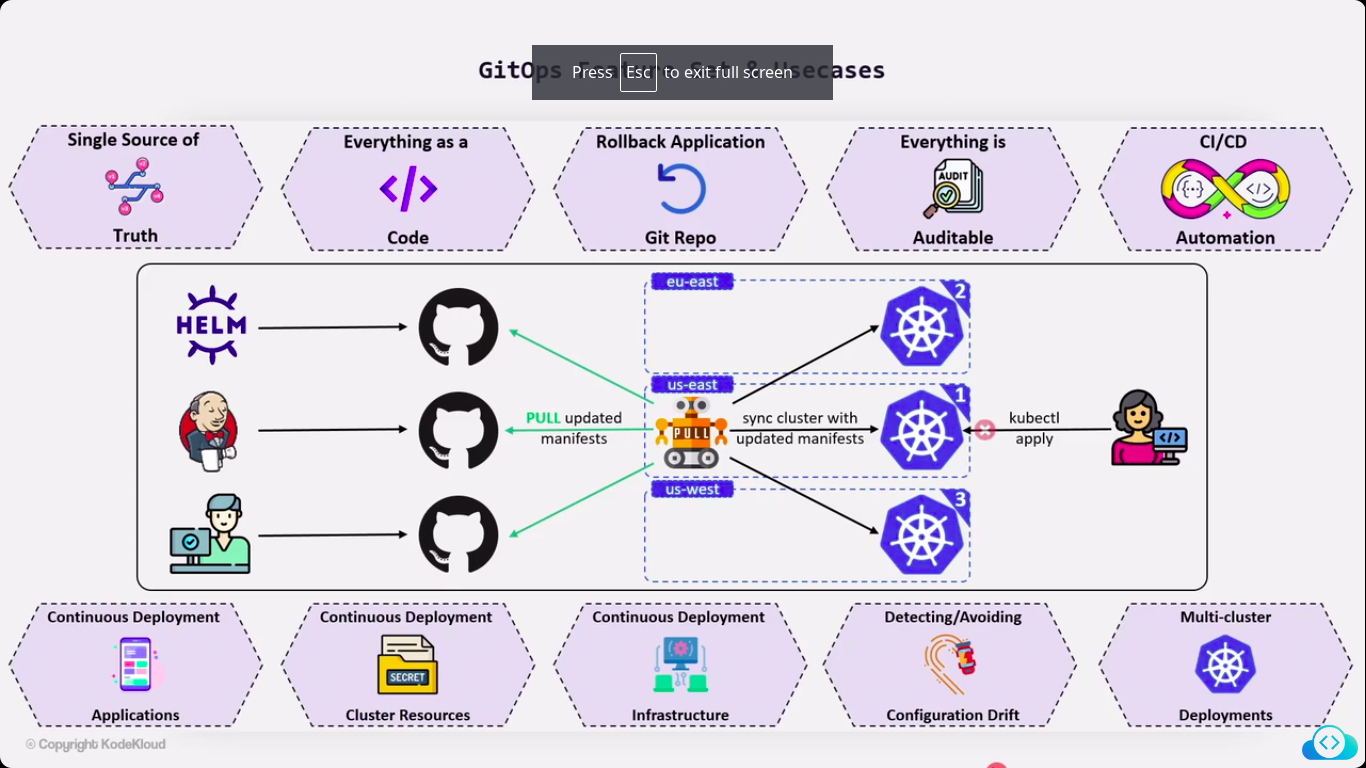 GitOps Feature Set & Usecases
Press Esc to exit full screen
Single Source of
Truth
Everything as a
Code
Rollback Application
Git Repo
Everything is
AUDIT
Auditable
CI/CD
Automation
HELM
eu-east
2
us-east
1
PULL updated
manifests
PULL
sync cluster with
updated manifests
kubectl
apply
us-west
3
Continuous Deployment
Applications
Continuous Deployment
SECRET
Cluster Resources
Continuous Deployment
Infrastructure
Detecting/Avoiding
Configuration Drift
Multi-cluster
Deployments
© Copyright KodeKloud